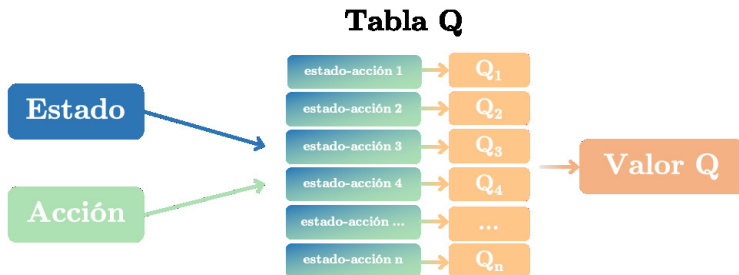 Tabla Q
Estado
Acción
estado-acción 1
Q₁
estado-acción 2
Q₂
estado-acción 3
Q₃
estado-acción 4
Q₄
estado-acción ...
...
estado-acción n
Qₙ
Valor Q